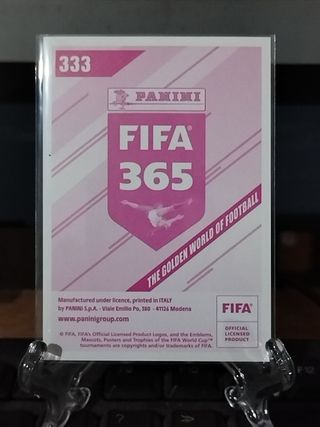 333
PANINI
FIFA
365
THE GOLDEN WORLD OF FOOTBALL
Manufactured under licence, printed in ITALY
by PANINI S.p.A. - Viale Emilio Po, 380 - 41126 Modena
www.paninigroup.com
FIFA®
OFFICIAL
LICENSED
PRODUCT
© FIFA, FIFA's Official Licensed Product Logos, and the Emblems,
Mascots, Posters and Trophies of the FIFA World Cup™
tournaments are copyrights and/or trademarks of FIFA.
F12